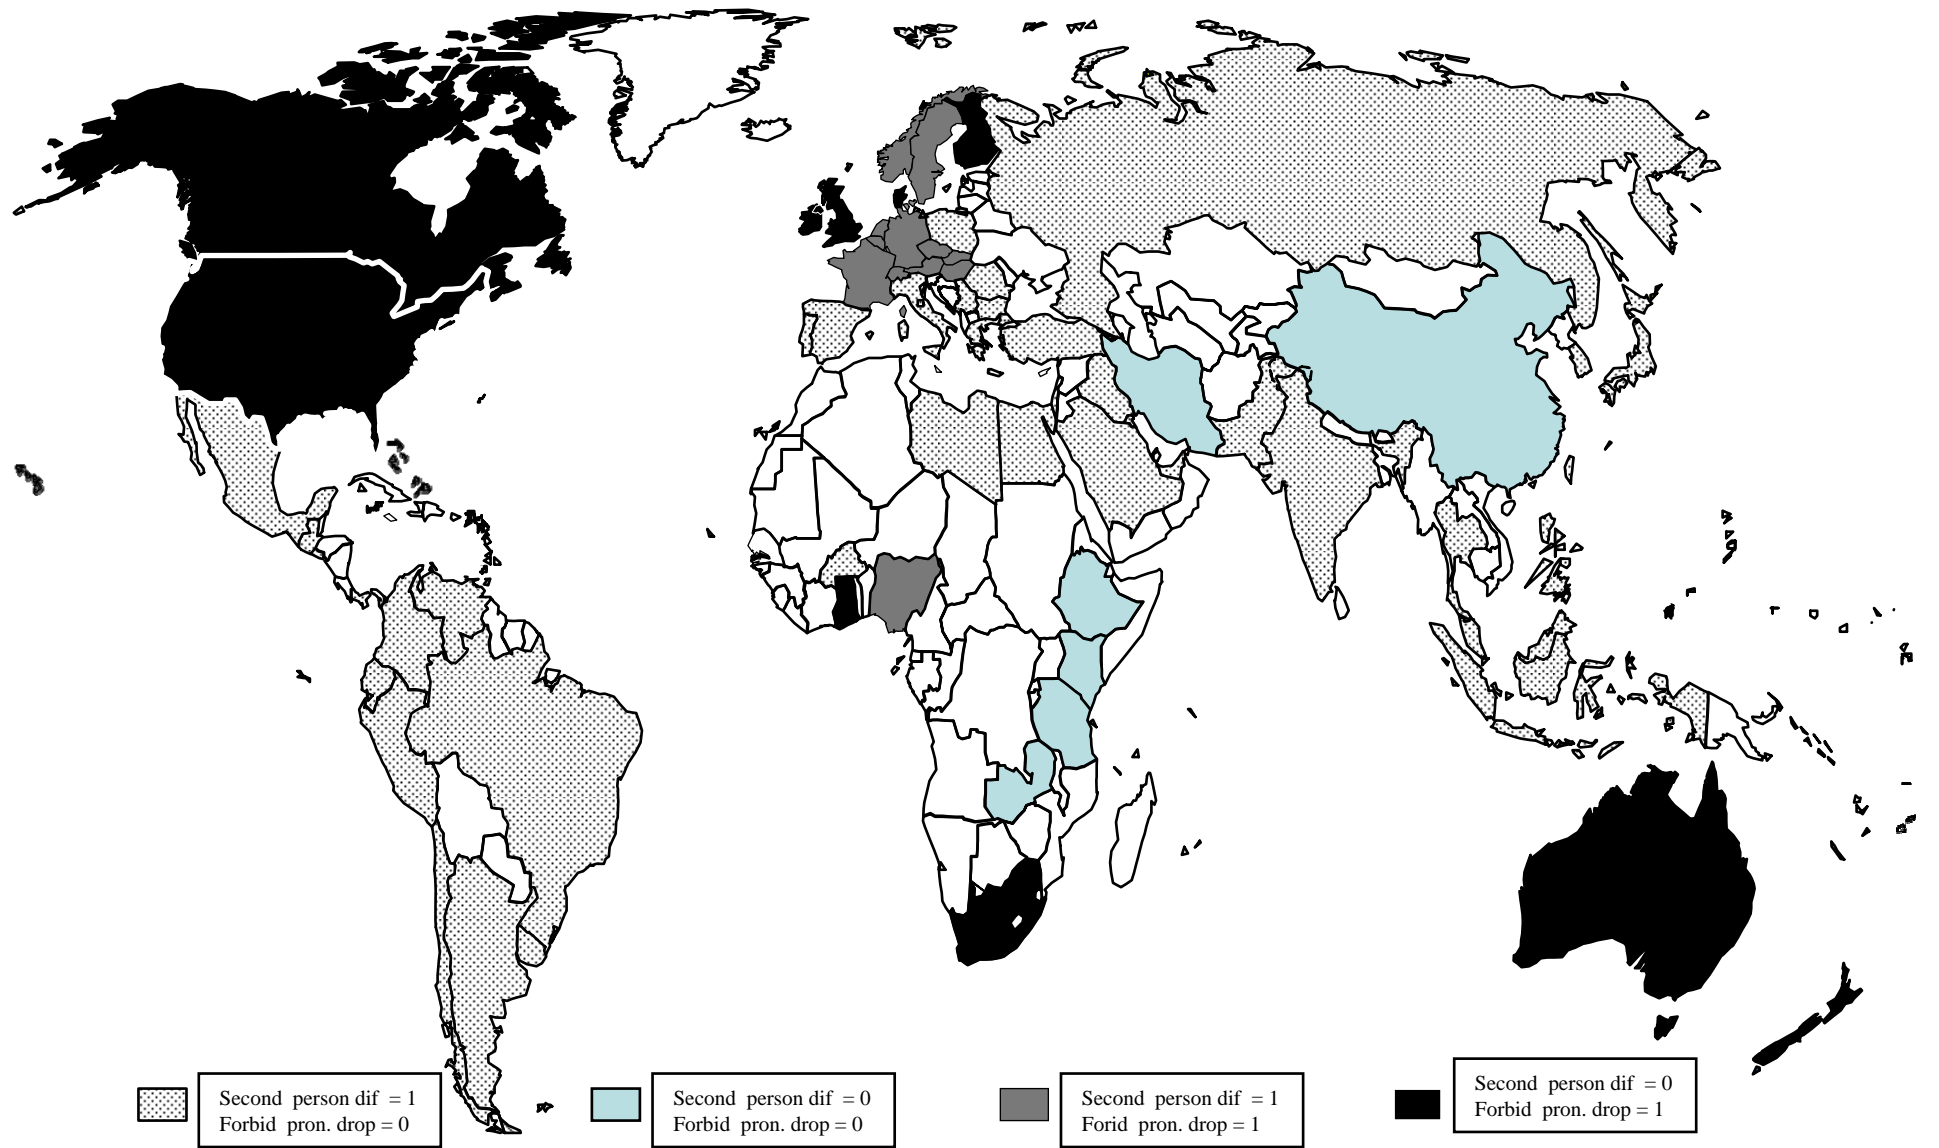 Second person dif = 1
Forbid pron. drop = 0
Second person dif = 0
Forbid pron. drop = 0
Second person dif = 1
Forid pron. drop = 1
Second person dif = 0
Forbid pron. drop = 1